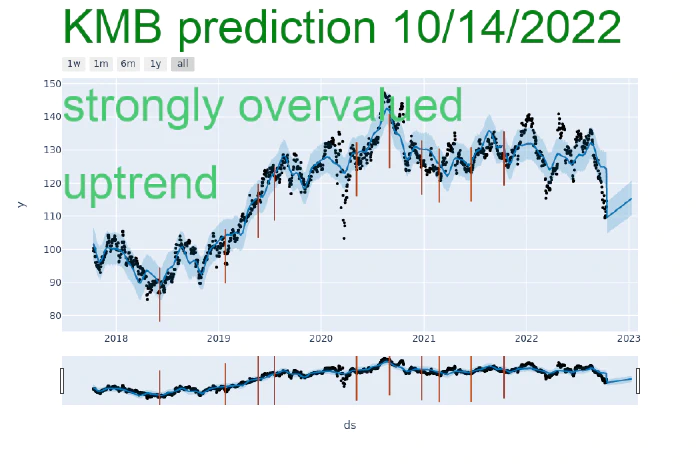 KMB prediction 10/14/2022
1w 1m 6m 1y all
strongly overvalued
uptrend
y
150
140
130
120
110
100
90
80
2018 2019 2020 2021 2022 2023
ds